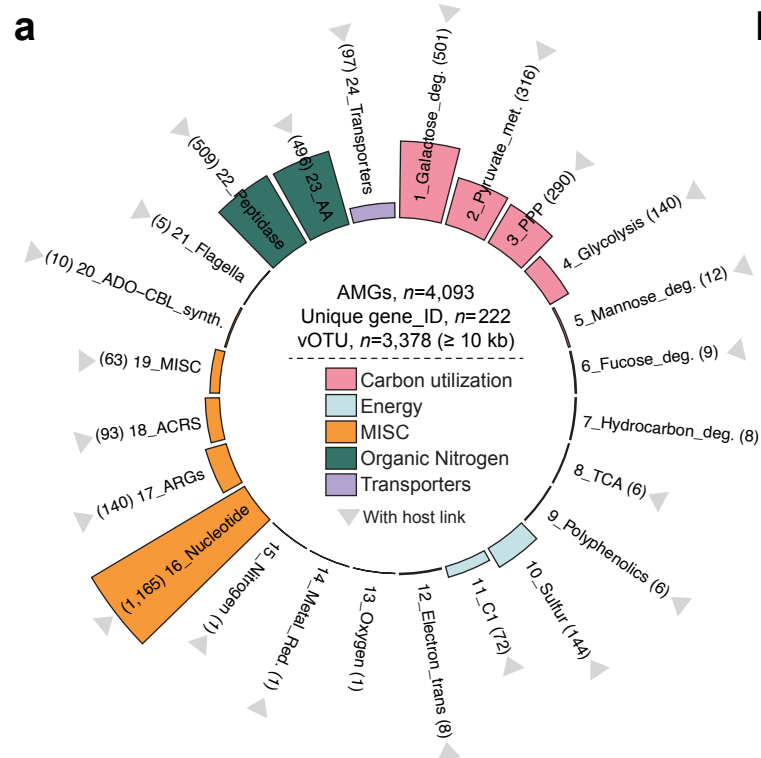 a
AMGs, n=4,093
Unique gene_ID, n=222
vOTU, n=3,378 (≥ 10 kb)
Carbon utilization
Energy
MISC
Organic Nitrogen
Transporters
With host link
1_Galactose_deg. (501)
2_Pyruvate_met. (316)
3_PPP (290)
4_Glycolysis (140)
5_Mannose_deg. (12)
6_Fucose_deg. (9)
7_Hydrocarbon_deg. (8)
8_TCA (6)
9_Polyphenolics (6)
10_Sulfur (144)
11_C1 (72)
12_Electron_trans (8)
13_Oxygen (1)
14_Metal_Red. (1)
15_Nitrogen (1)
(1,165) 16_Nucleotide
(140) 17_ARGs
(93) 18_ACRS
(63) 19_MISC
(10) 20_ADO-CBL_synth.
(5) 21_Flagella
(509) 22_Peptidase
(496) 23_AA
(97) 24_Transporters